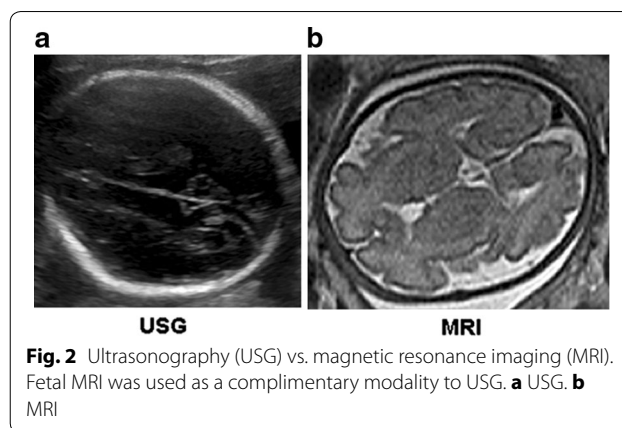 a
b
USG
MRI
Fig. 2 Ultrasonography (USG) vs. magnetic resonance imaging (MRI).
Fetal MRI was used as a complimentary modality to USG. a USG. b
MRI